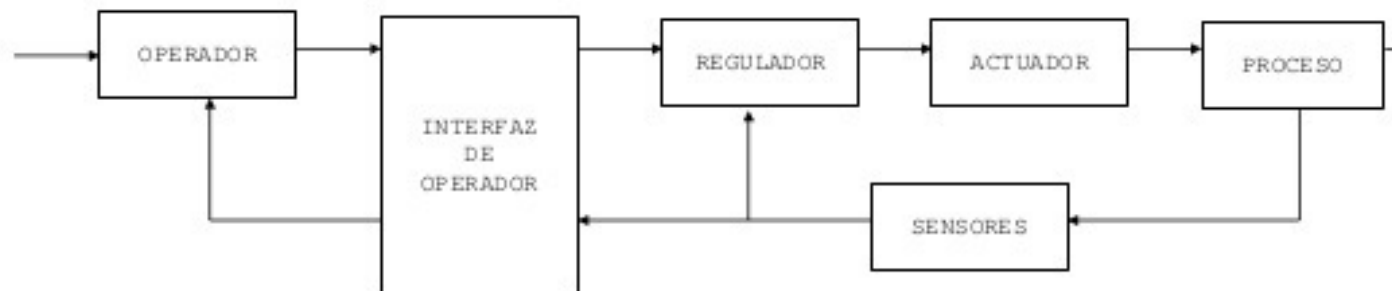 OPERADOR
INTERFAZ
DE
OPERADOR
REGULADOR
ACTUADOR
PROCESO
SENSORES